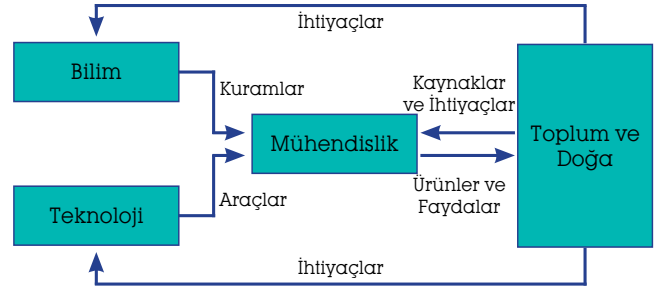 İhtiyaçlar
Bilim
Kuramlar
Kaynaklar
ve İhtiyaçlar
Mühendislik
Toplum ve
Doğa
Ürünler ve
Faydalar
Araçlar
Teknoloji
İhtiyaçlar